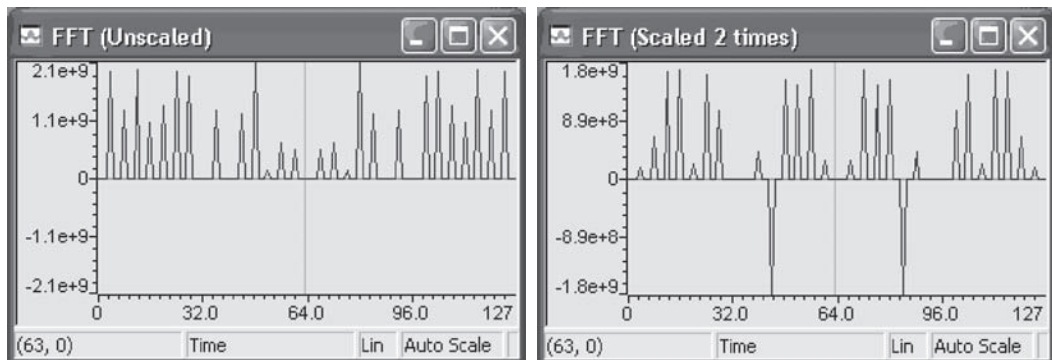 FFT (Unscaled)
2.1e+9
1.1e+9
0
-1.1e+9
-2.1e+9
0 32.0 64.0 96.0 127
(63, 0) Time Lin Auto Scale
FFT (Scaled 2 times)
1.8e+9
8.9e+8
0
-8.9e+8
-1.8e+9
0 32.0 64.0 96.0 127
(63, 0) Time Lin Auto Scale